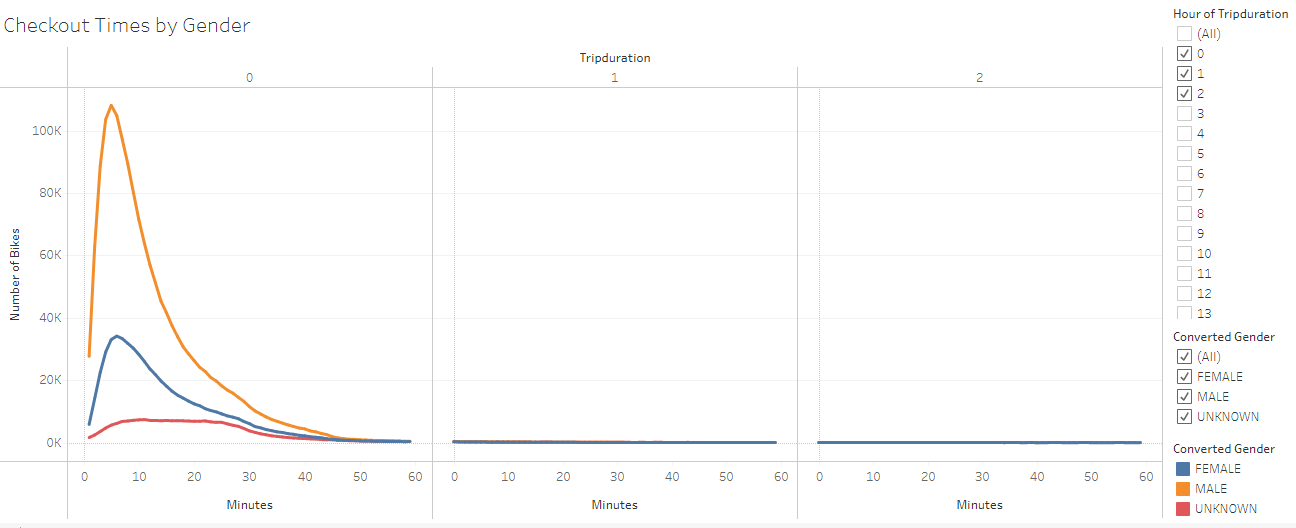 Checkout Times by Gender
Tripduration
0 1 2
100K
80K
60K
40K
20K
0K
Number of Bikes
0 10 20 30 40 50 60 0 10 20 30 40 50 60 0 10 20 30 40 50 60
Minutes Minutes Minutes
Hour of Tripduration
(All)
0
1
2
3
4
5
6
7
8
9
10
11
12
13
Converted Gender
(All)
FEMALE
MALE
UNKNOWN
Converted Gender
FEMALE
MALE
UNKNOWN